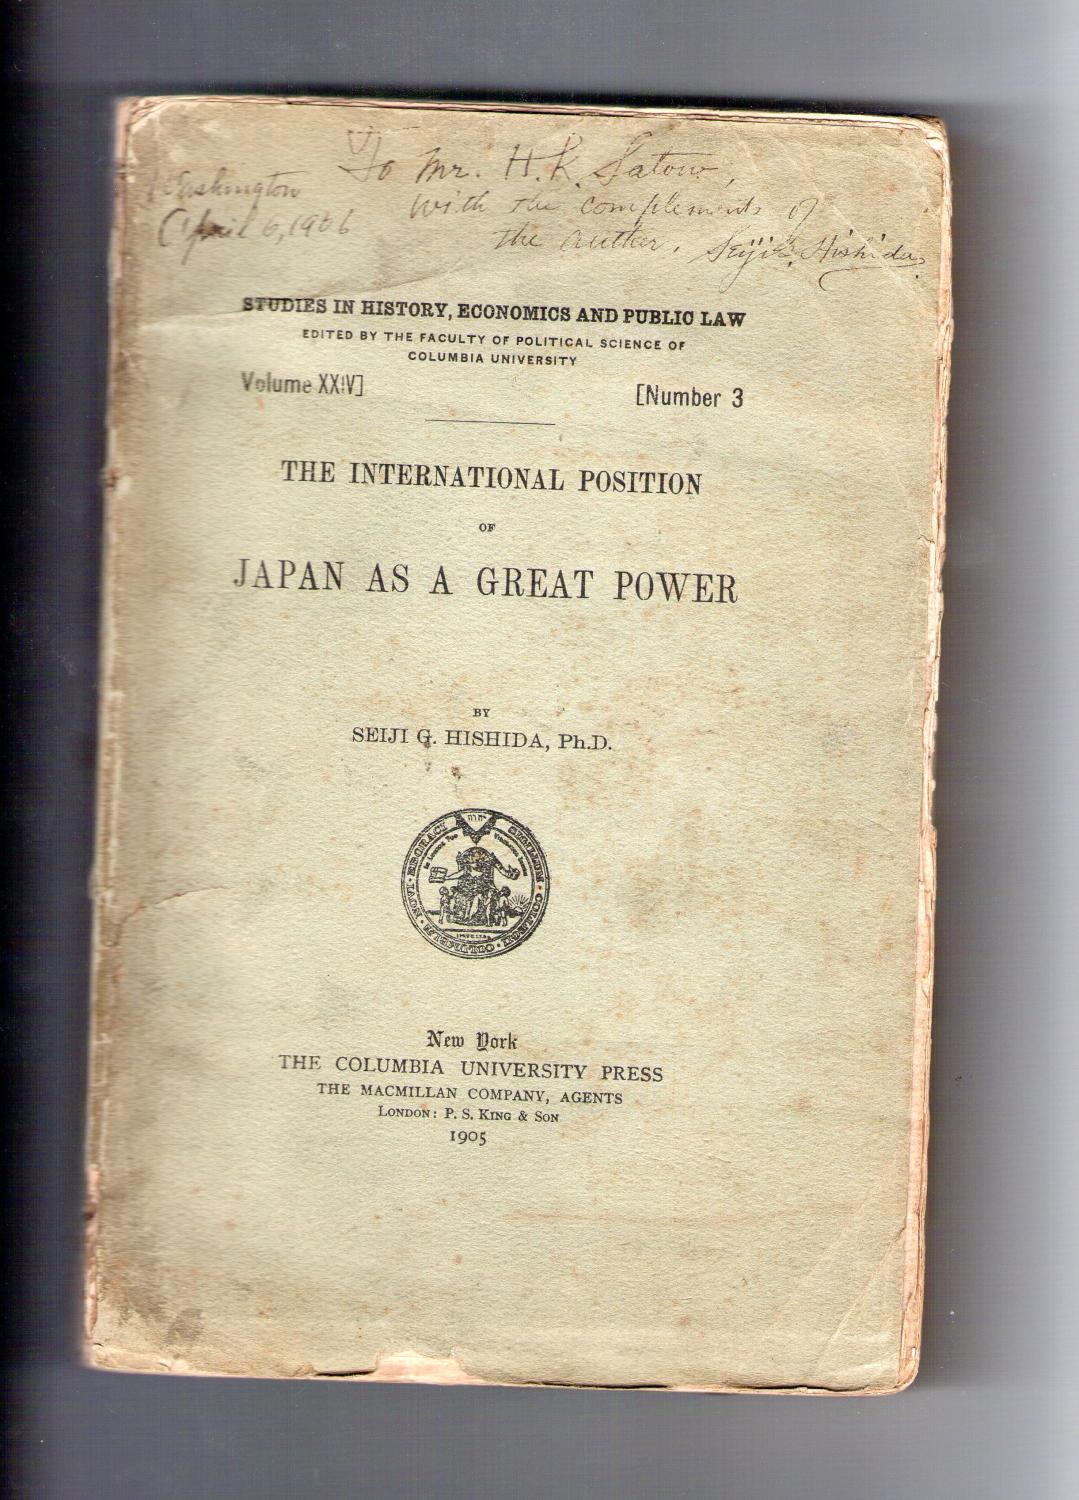 To Mr. H. K. Satow,
with the complements of
the author. Seiji G. Hishida
Washington
April 6, 1906
STUDIES IN HISTORY, ECONOMICS AND PUBLIC LAW
EDITED BY THE FACULTY OF POLITICAL SCIENCE OF
COLUMBIA UNIVERSITY
Volume XXIV] [Number 3
THE INTERNATIONAL POSITION
OF
JAPAN AS A GREAT POWER
BY
SEIJI G. HISHIDA, Ph.D.
New York
THE COLUMBIA UNIVERSITY PRESS
THE MACMILLAN COMPANY, AGENTS
LONDON: P. S. KING & SON
1905